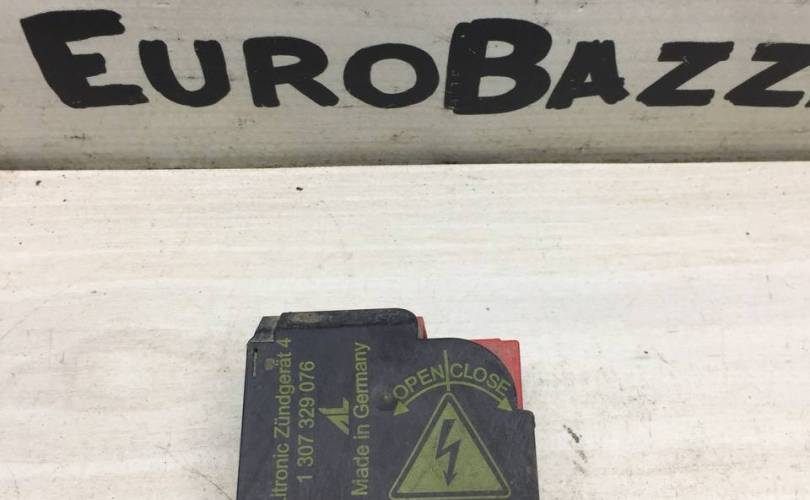 EUROBAZZ
Litronic Zündgerät 4
1 307 329 076
AL
Made in Germany
OPEN CLOSE